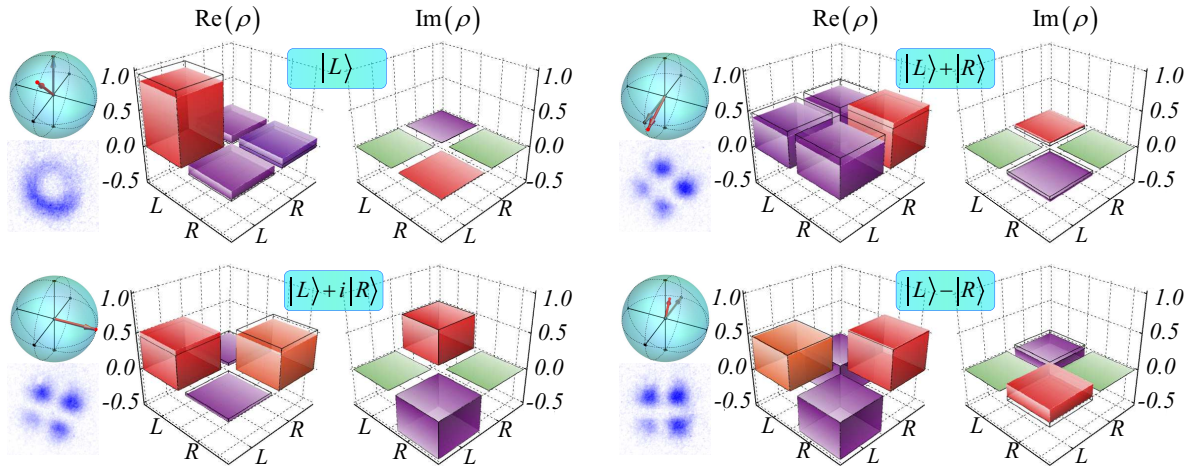 Re(ρ) Im(ρ) Re(ρ) Im(ρ)
|L⟩ |L⟩+|R⟩
1.0 1.0 1.0 1.0
0.5 0.5 0.5 0.5
0.0 0.0 0.0 0.0
-0.5 -0.5 -0.5 -0.5
L R L R L R L R
R L R L R L R L
|L⟩+i|R⟩ |L⟩−|R⟩
1.0 1.0 1.0 1.0
0.5 0.5 0.5 0.5
0.0 0.0 0.0 0.0
-0.5 -0.5 -0.5 -0.5
L R L R L R L R
R L R L R L R L